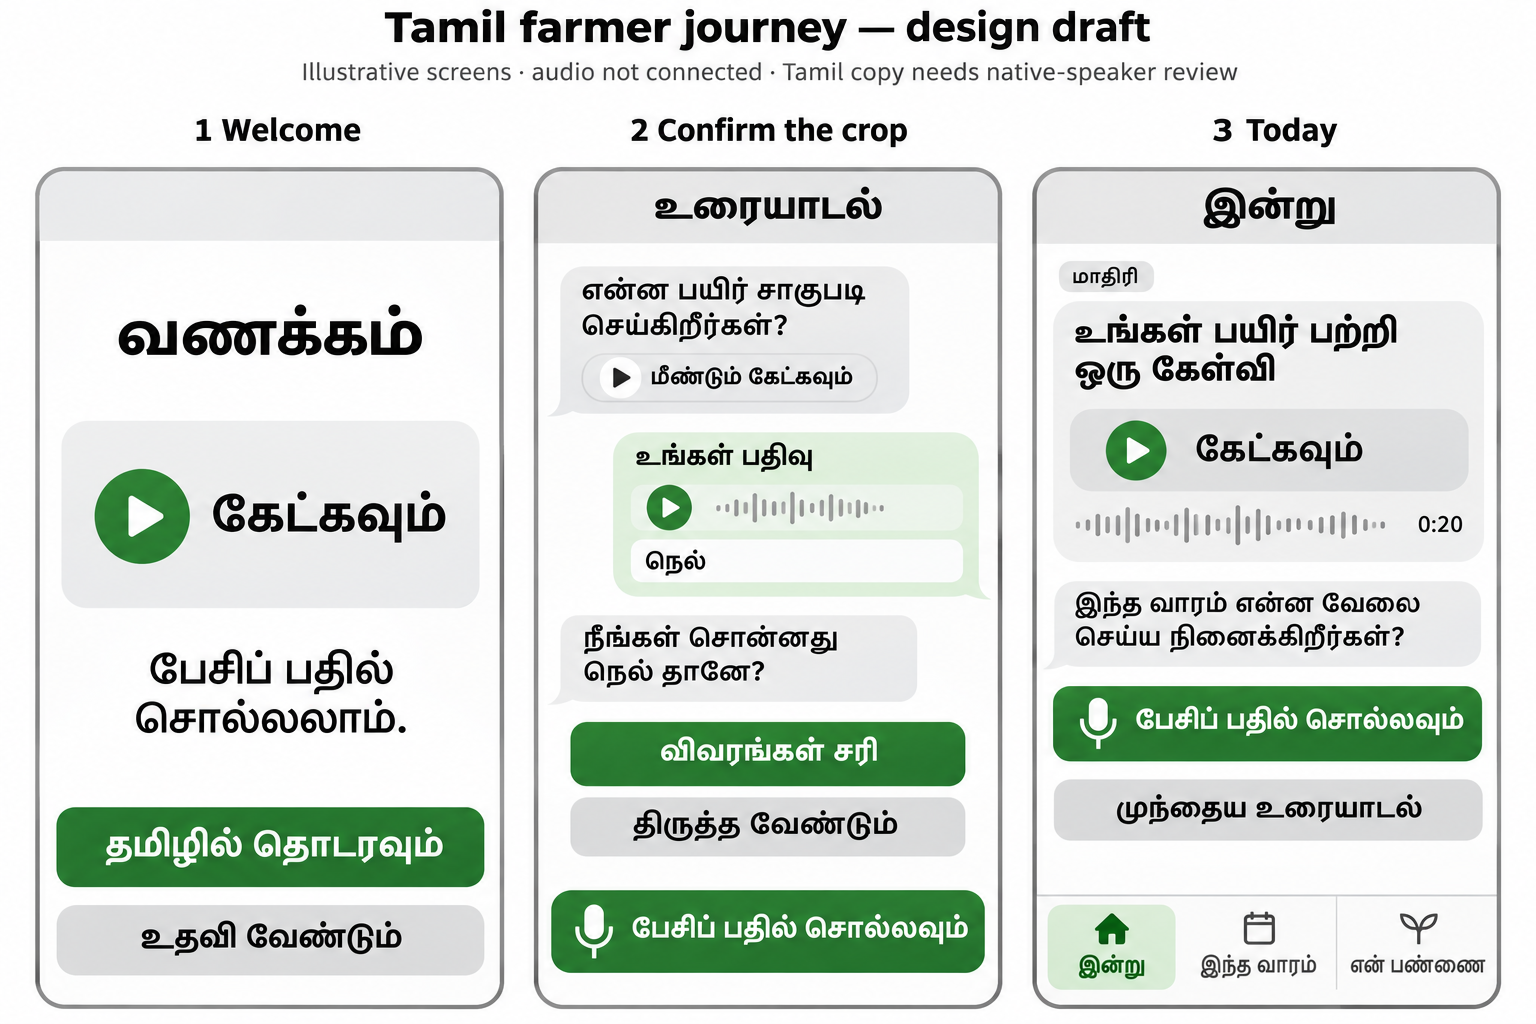 Tamil farmer journey — design draft
Illustrative screens · audio not connected · Tamil copy needs native-speaker review
1 Welcome
வணக்கம்
கேட்கவும்
பேசிப் பதில்
சொல்லலாம்.
தமிழில் தொடரவும்
உதவி வேண்டும்
2 Confirm the crop
உரையாடல்
என்ன பயிர் சாகுபடி
செய்கிறீர்கள்?
மீண்டும் கேட்கவும்
உங்கள் பதிவு
நெல்
நீங்கள் சொன்னது
நெல் தானே?
விவரங்கள் சரி
திருத்த வேண்டும்
பேசிப் பதில் சொல்லவும்
3 Today
இன்று
மாதிரி
உங்கள் பயிர் பற்றி
ஒரு கேள்வி
கேட்கவும்
0:20
இந்த வாரம் என்ன வேலை
செய்ய நினைக்கிறீர்கள்?
பேசிப் பதில் சொல்லவும்
முந்தைய உரையாடல்
இன்று
இந்த வாரம்
என் பண்ணை